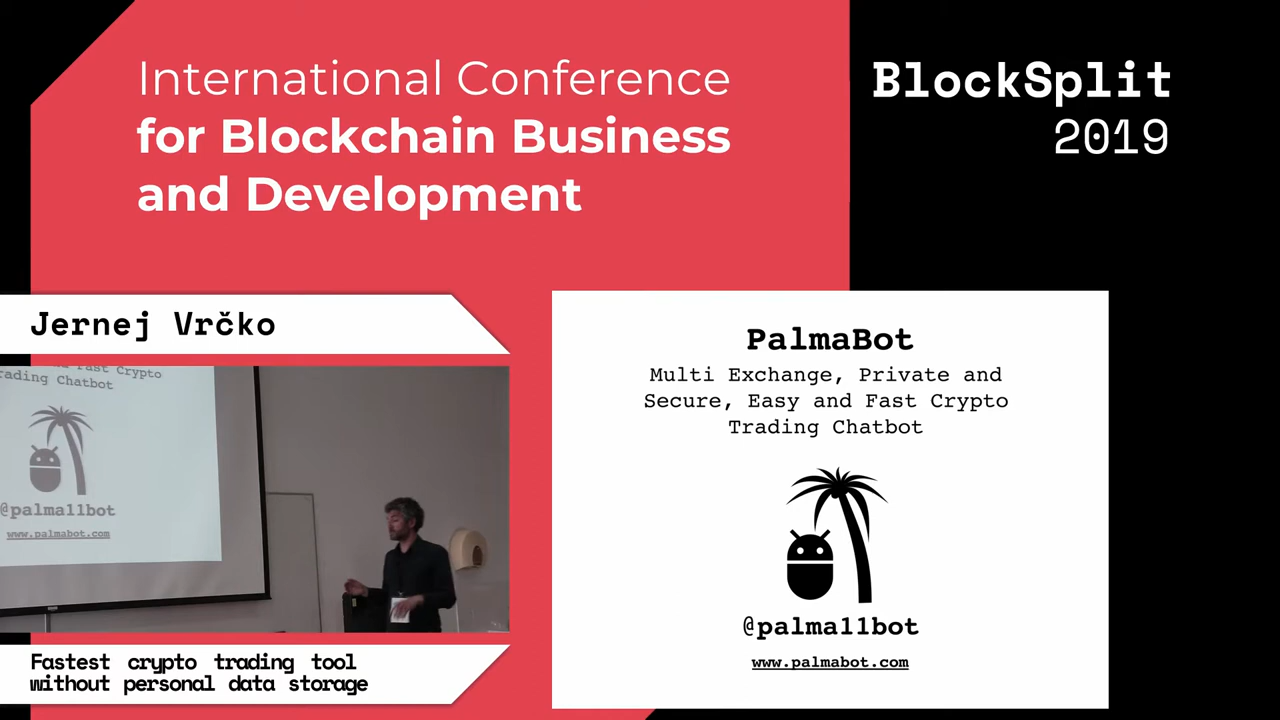 International Conference
for Blockchain Business
and Development
BlockSplit
2019
Jernej Vrčko
Fast Crypto
rading Chatbot
@palma11bot
www.palmabot.com
Fastest crypto trading tool
without personal data storage
PalmaBot
Multi Exchange, Private and
Secure, Easy and Fast Crypto
Trading Chatbot
@palma11bot
www.palmabot.com